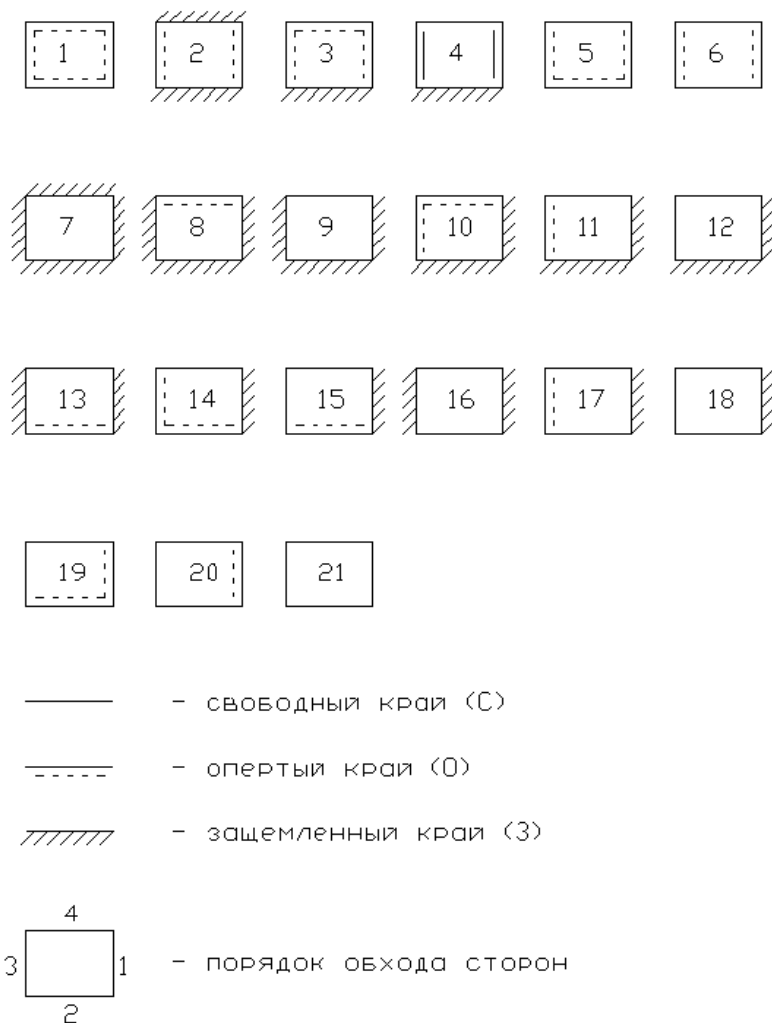 1 2 3 4 5 6
7 8 9 10 11 12
13 14 15 16 17 18
19 20 21
- свободный край (С)
- опертый край (О)
- защемленный край (З)
4
3 1 - порядок обхода сторон
2